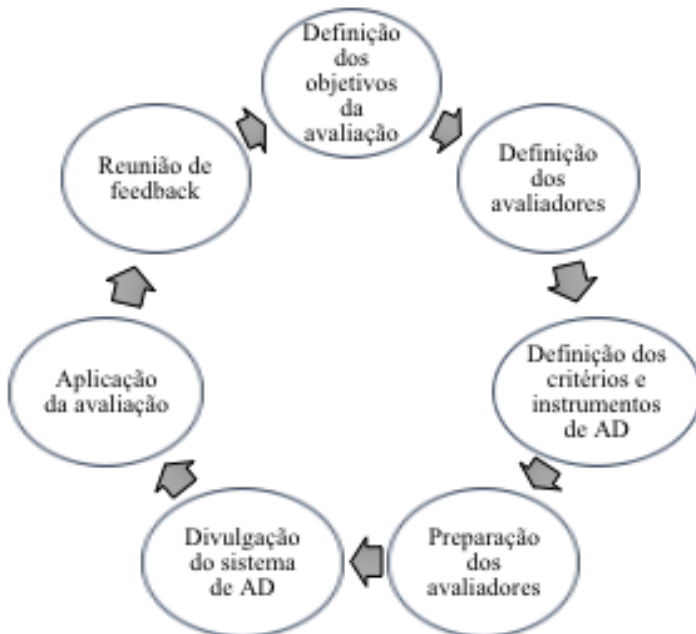 Definição
dos
objetivos
da
avaliação
Definição
dos
avaliadores
Definição dos
critérios e
instrumentos
de AD
Preparação
dos
avaliadores
Divulgação
do sistema
de AD
Aplicação
da avaliação
Reunião de
feedback